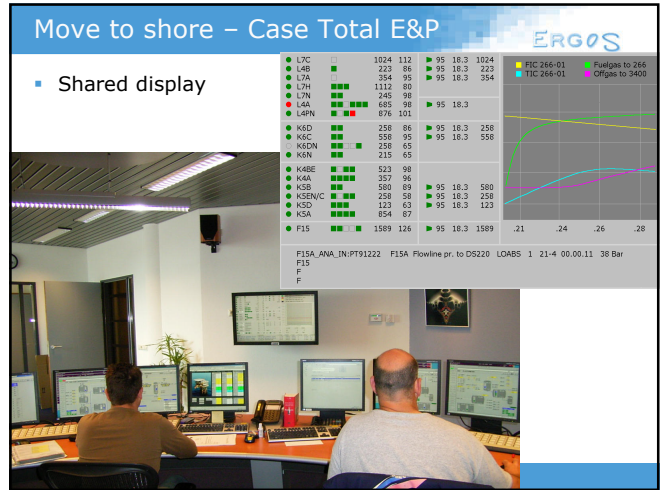 Move to shore – Case Total E&P
ERGOS
▪ Shared display
L7C 1024 112 95 18.3 1024
L4B 223 86 95 18.3 223
L7A 354 95 95 18.3 354
L7H 1112 80
L7N 245 98
L4A 685 98 95 18.3
L4PN 876 101
K6D 258 86 95 18.3 258
K6C 558 95 95 18.3 558
K6DN 258 65
K6N 215 65
K4BE 523 98
K4A 357 96
K5B 580 89 95 18.3 580
K5EN/C 258 58 95 18.3 258
K5D 123 63 95 18.3 123
K5A 854 87
F15 1589 126 95 18.3 1589
FIC 266-01 Fuelgas to 266
TIC 266-01 Offgas to 3400
.21 .24 .26 .28
F15A_ANA_IN:PT91222 F15A Flowline pr. to DS220 LOABS 1 21-4 00.00.11 38 Bar
F15
F
F